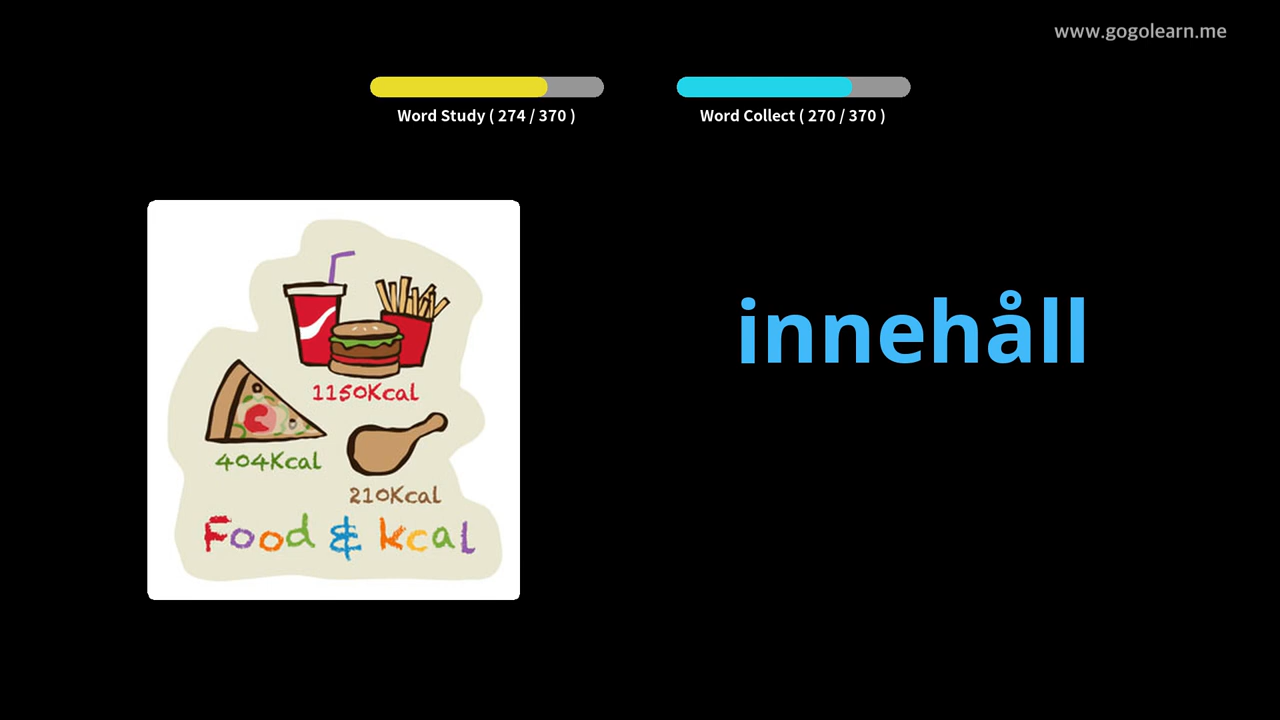 www.gogolearn.me
Word Study ( 274 / 370 )
Word Collect ( 270 / 370 )
innehåll
1150Kcal
404Kcal
210Kcal
Food & kcal